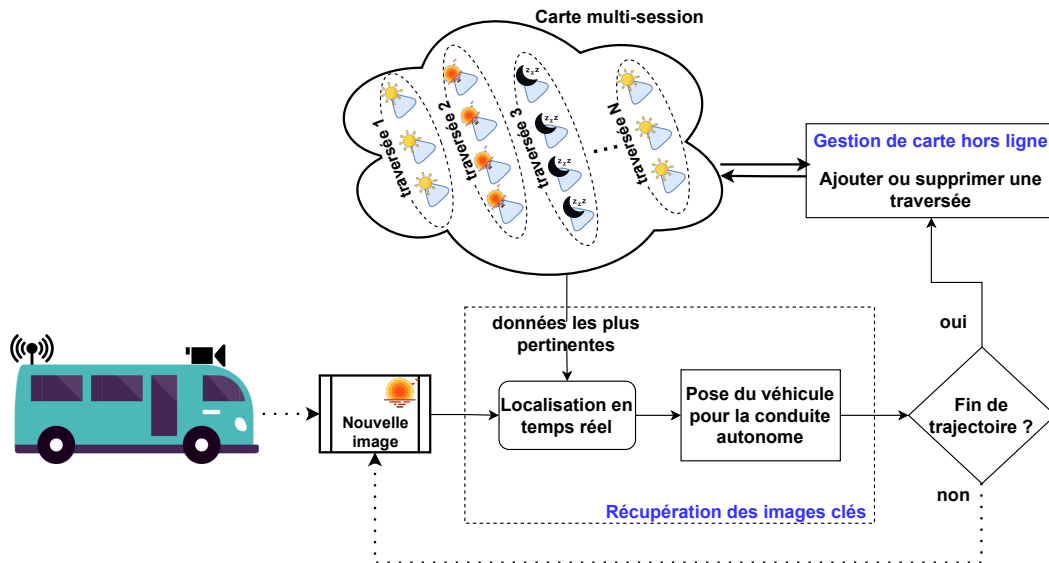 Carte multi-session
traversée 1
traversée 2
traversée 3
...
traversée N
z z z
z z z
z z z
z z z
Gestion de carte hors ligne
Ajouter ou supprimer une
traversée
données les plus
pertinentes
oui
Nouvelle
image
Localisation en
temps réel
Pose du véhicule
pour la conduite
autonome
Fin de
trajectoire ?
non
Récupération des images clés